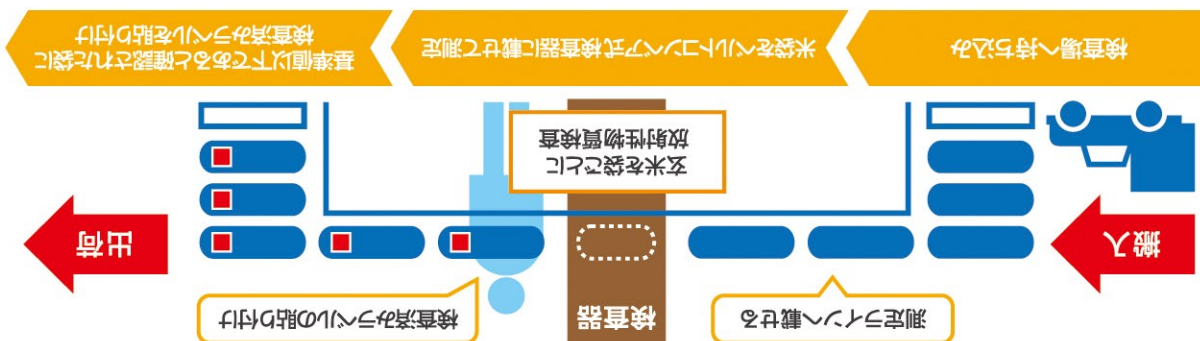 測定ラインへ載せる
検査器
検査済みラベルの貼り付け
搬入
出荷
玄米を袋ごとに
放射性物質検査
検査場へ持ち込み
米袋をベルトコンベア式検査器に載せて測定
基準値以下であると確認された袋に
検査済みラベルを貼り付け